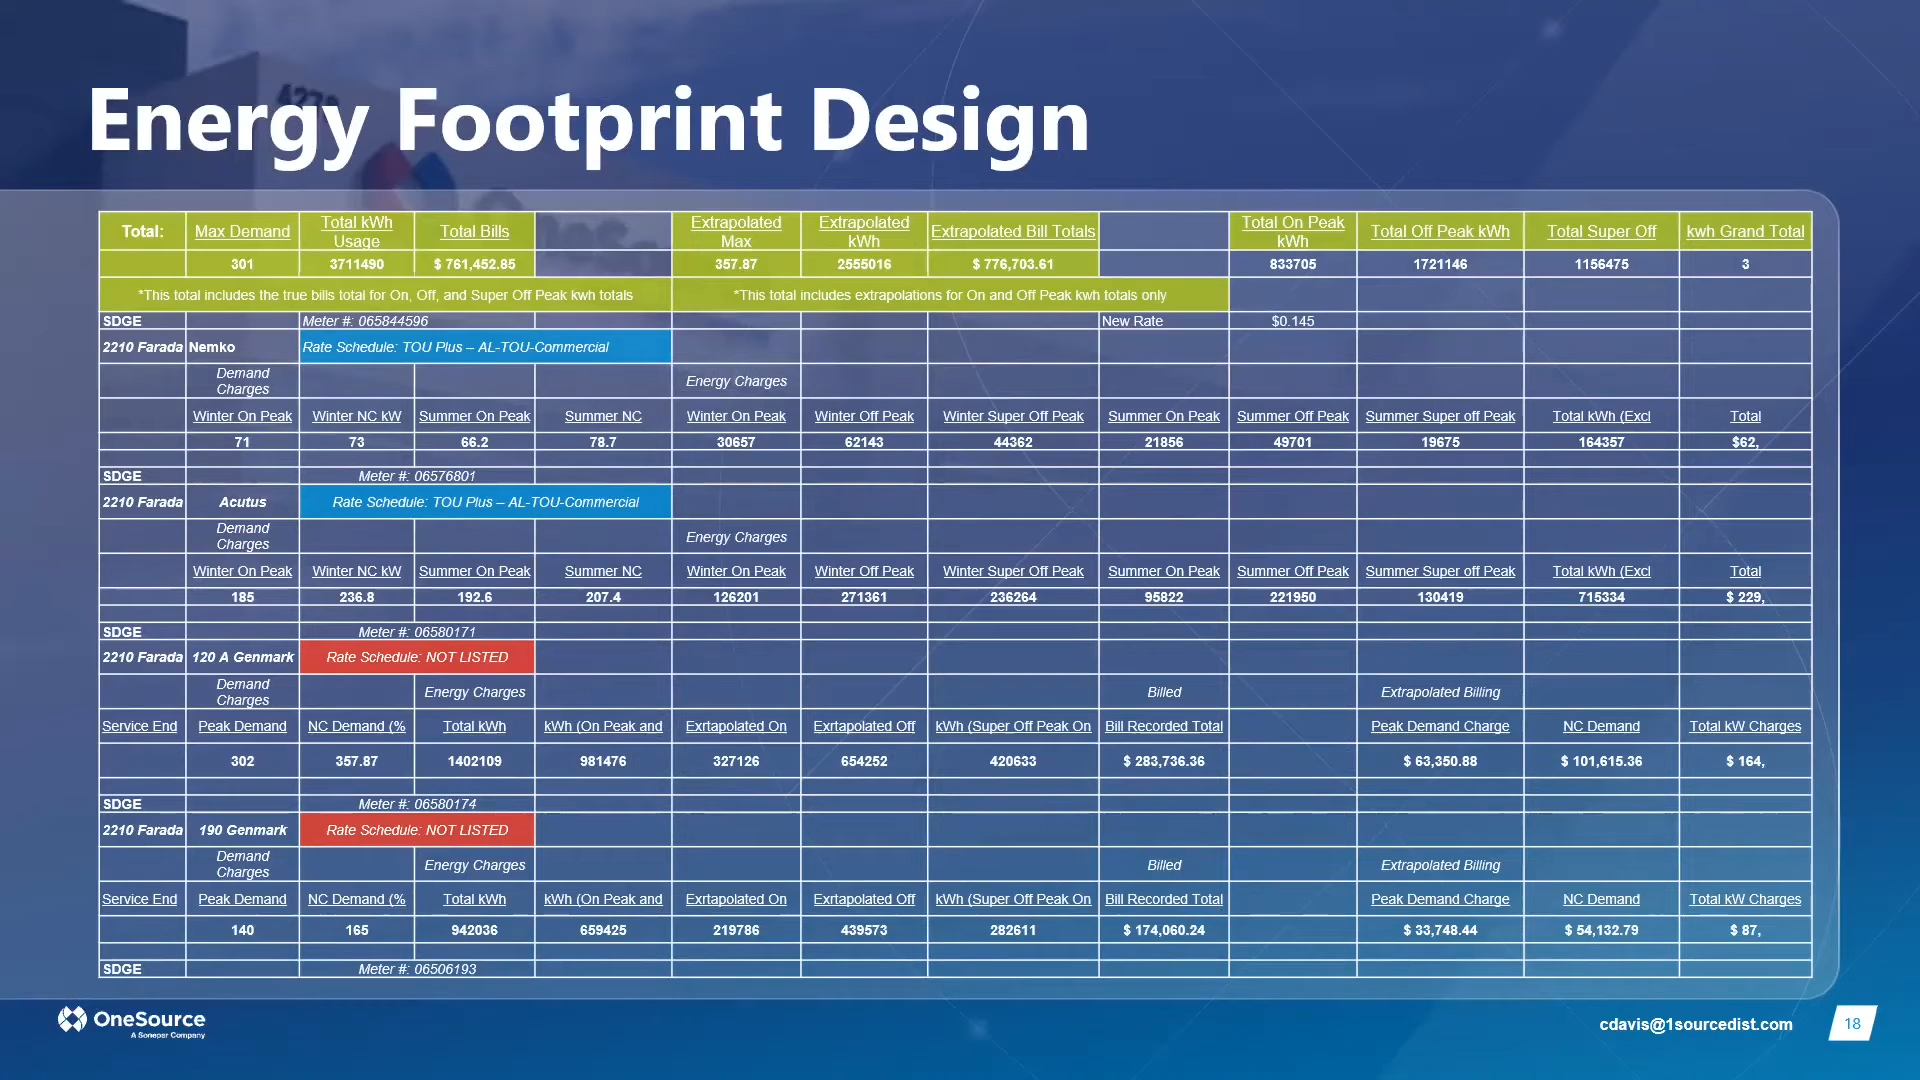 4279
Energy Footprint Design
Total: Max Demand Total kWh Usage Total Bills Extrapolated Max Extrapolated kWh Extrapolated Bill Totals Total On Peak kWh Total Off Peak kWh Total Super Off kwh Grand Total
301 3711490 $ 761,452.85 357.87 2555016 $ 776,703.61 833705 1721146 1156475 3
*This total includes the true bills total for On, Off, and Super Off Peak kwh totals *This total includes extrapolations for On and Off Peak kwh totals only
SDGE Meter #: 065844596 New Rate $0.145
2210 Farada Nemko Rate Schedule: TOU Plus – AL-TOU-Commercial
Demand Charges Energy Charges
Winter On Peak Winter NC kW Summer On Peak Summer NC Winter On Peak Winter Off Peak Winter Super Off Peak Summer On Peak Summer Off Peak Summer Super off Peak Total kWh (Excl Total
71 73 66.2 78.7 30657 62143 44362 21856 49701 19675 164357 $62,
SDGE Meter #: 06576801
2210 Farada Acutus Rate Schedule: TOU Plus – AL-TOU-Commercial
Demand Charges Energy Charges
Winter On Peak Winter NC kW Summer On Peak Summer NC Winter On Peak Winter Off Peak Winter Super Off Peak Summer On Peak Summer Off Peak Summer Super off Peak Total kWh (Excl Total
185 236.8 192.6 207.4 126201 271361 236264 95822 221950 130419 715334 $ 229,
SDGE Meter #: 06580171
2210 Farada 120 A Genmark Rate Schedule: NOT LISTED
Demand Charges Energy Charges Billed Extrapolated Billing
Service End Peak Demand NC Demand (% Total kWh kWh (On Peak and Exrtapolated On Exrtapolated Off kWh (Super Off Peak On Bill Recorded Total Peak Demand Charge NC Demand Total kW Charges
302 357.87 1402109 981476 327126 654252 420633 $ 283,736.36 $ 63,350.88 $ 101,615.36 $ 164,
SDGE Meter #: 06580174
2210 Farada 190 Genmark Rate Schedule: NOT LISTED
Demand Charges Energy Charges Billed Extrapolated Billing
Service End Peak Demand NC Demand (% Total kWh kWh (On Peak and Exrtapolated On Exrtapolated Off kWh (Super Off Peak On Bill Recorded Total Peak Demand Charge NC Demand Total kW Charges
140 165 942036 659425 219786 439573 282611 $ 174,060.24 $ 33,748.44 $ 54,132.79 $ 87,
SDGE Meter #: 06506193
OneSource
A Sonepar Company
cdavis@1sourcedist.com
18